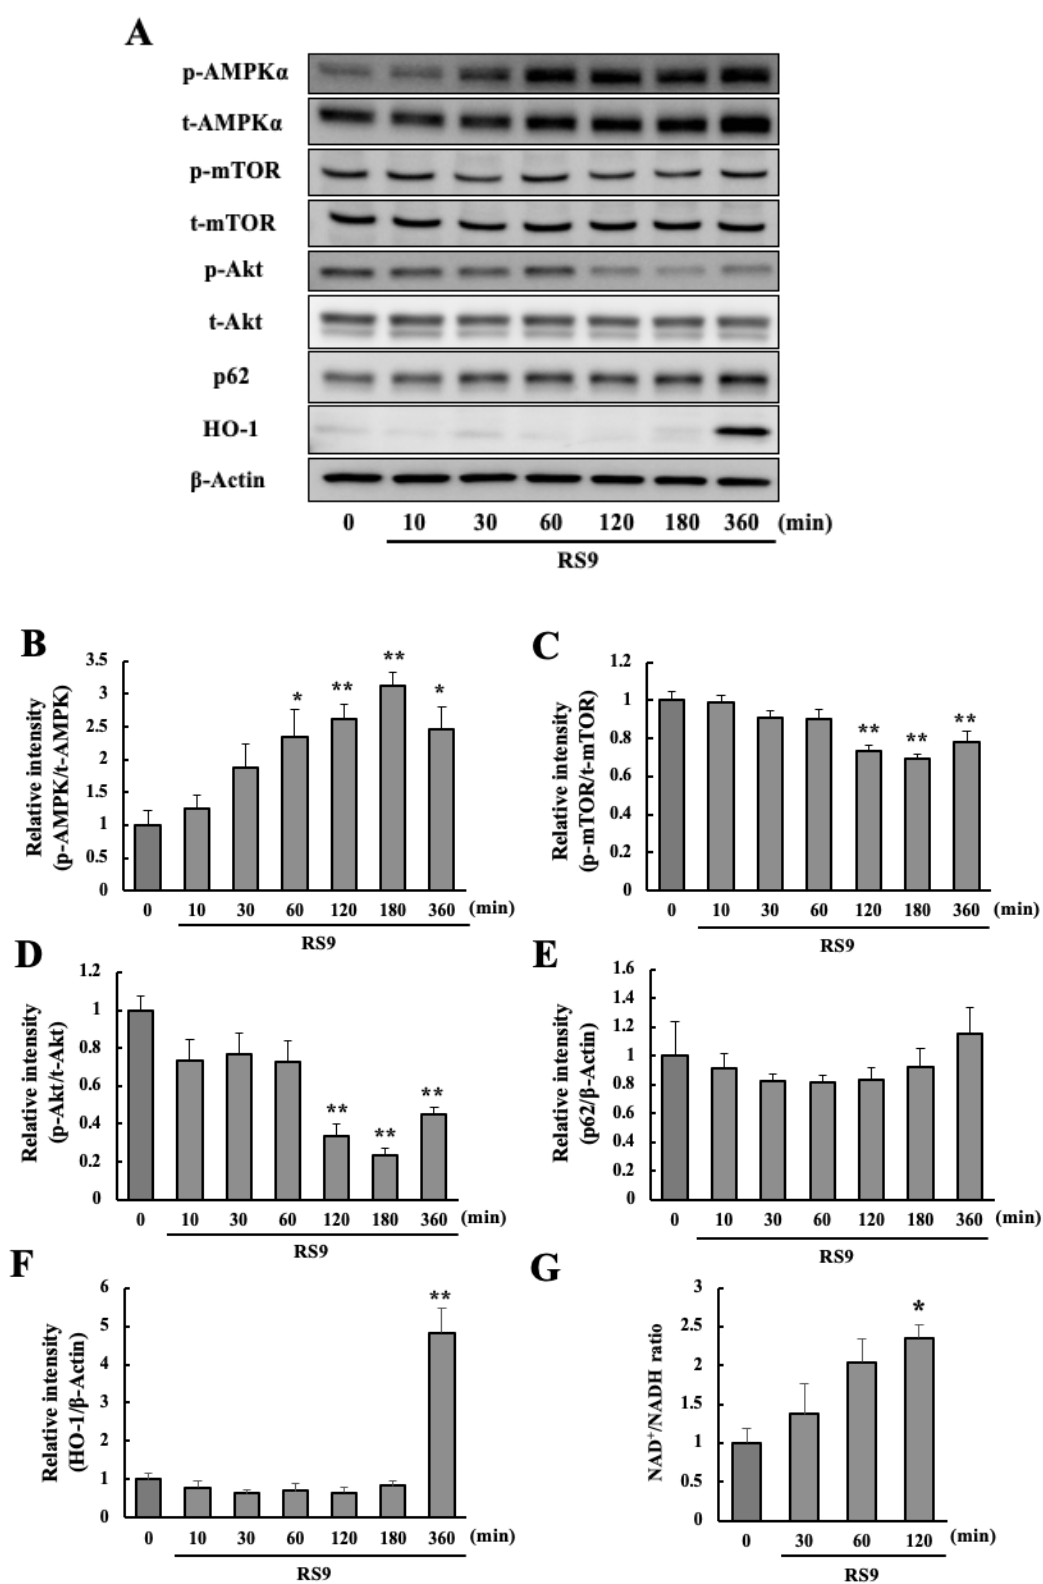 A
p-AMPKα
t-AMPKα
p-mTOR
t-mTOR
p-Akt
t-Akt
p62
HO-1
β-Actin
0 10 30 60 120 180 360 (min)
RS9
B
Relative intensity
(p-AMPK/t-AMPK)
3.5
3
2.5
2
1.5
1
0.5
0
*
**
**
*
0 10 30 60 120 180 360 (min)
RS9
C
Relative intensity
(p-mTOR/t-mTOR)
1.2
1
0.8
0.6
0.4
0.2
0
**
**
**
0 10 30 60 120 180 360 (min)
RS9
D
Relative intensity
(p-Akt/t-Akt)
1.2
1
0.8
0.6
0.4
0.2
0
**
**
**
0 10 30 60 120 180 360 (min)
RS9
E
Relative intensity
(p62/β-Actin)
1.6
1.4
1.2
1
0.8
0.6
0.4
0.2
0
0 10 30 60 120 180 360 (min)
RS9
F
Relative intensity
(HO-1/β-Actin)
6
5
4
3
2
1
0
**
0 10 30 60 120 180 360 (min)
RS9
G
NAD⁺/NADH ratio
3
2.5
2
1.5
1
0.5
0
*
0 30 60 120 (min)
RS9